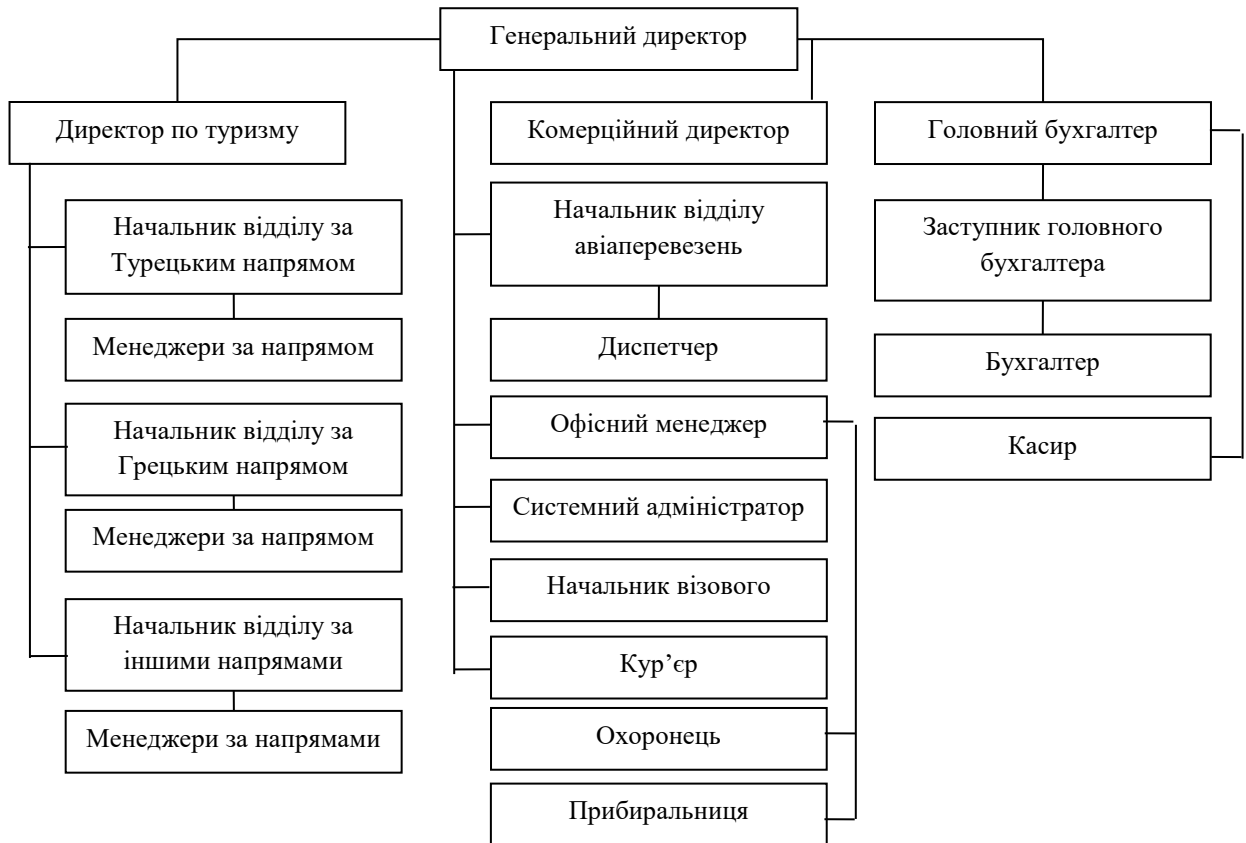 Генеральний директор
Директор по туризму
Комерційний директор
Головний бухгалтер
Начальник відділу за
Турецьким напрямом
Менеджери за напрямом
Начальник відділу за
Грецьким напрямом
Менеджери за напрямом
Начальник відділу за
іншими напрямами
Менеджери за напрямами
Начальник відділу
авіаперевезень
Диспетчер
Офісний менеджер
Системний адміністратор
Начальник візового
Кур’єр
Охоронець
Прибиральниця
Заступник головного
бухгалтера
Бухгалтер
Касир